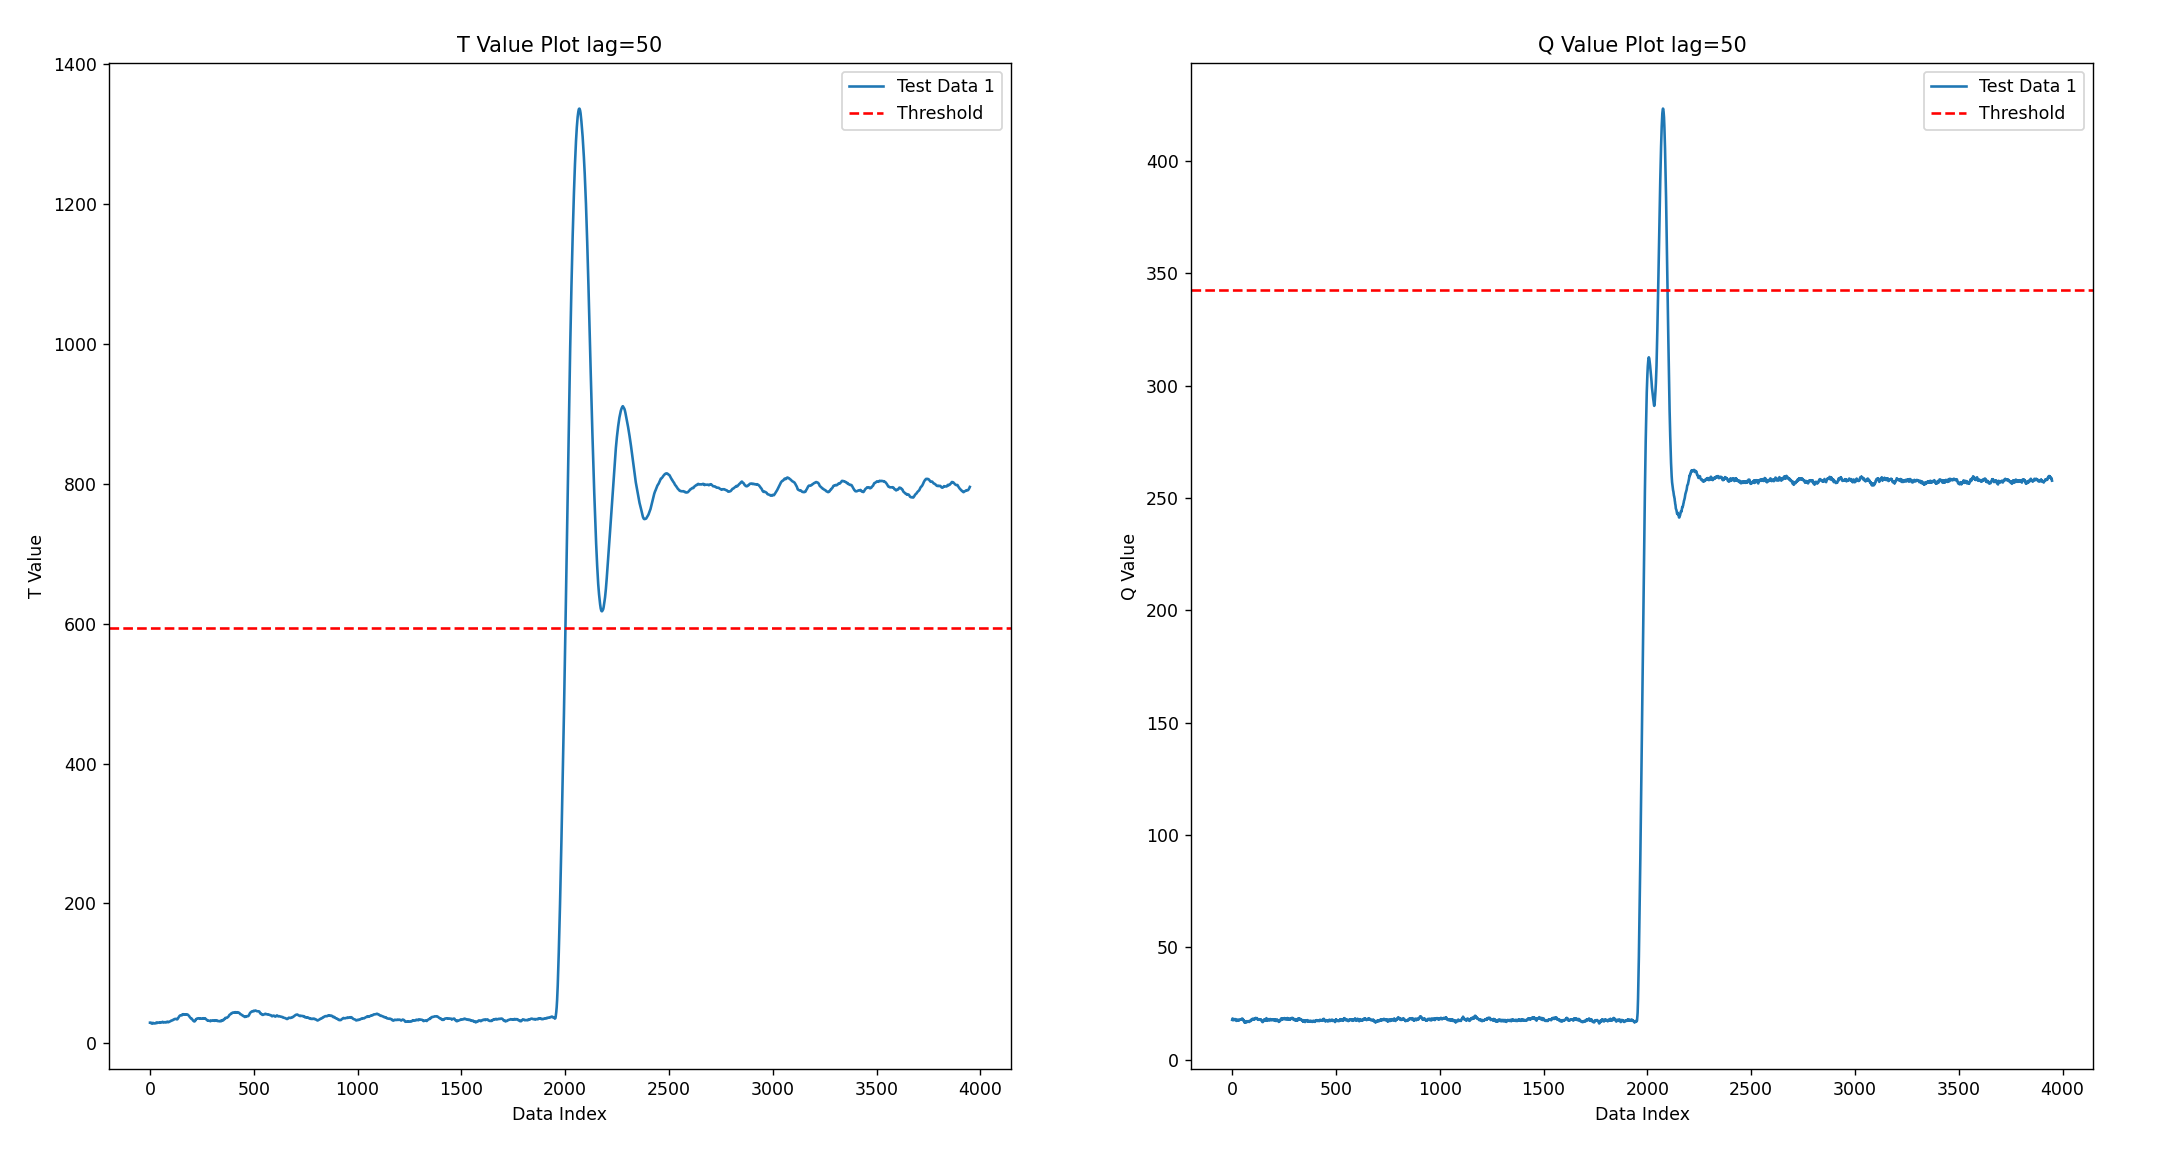 T Value Plot lag=50
Test Data 1
Threshold
1400
1200
1000
800
600
400
200
0
T Value
0 500 1000 1500 2000 2500 3000 3500 4000
Data Index
Q Value Plot lag=50
Test Data 1
Threshold
400
350
300
250
200
150
100
50
0
Q Value
0 500 1000 1500 2000 2500 3000 3500 4000
Data Index